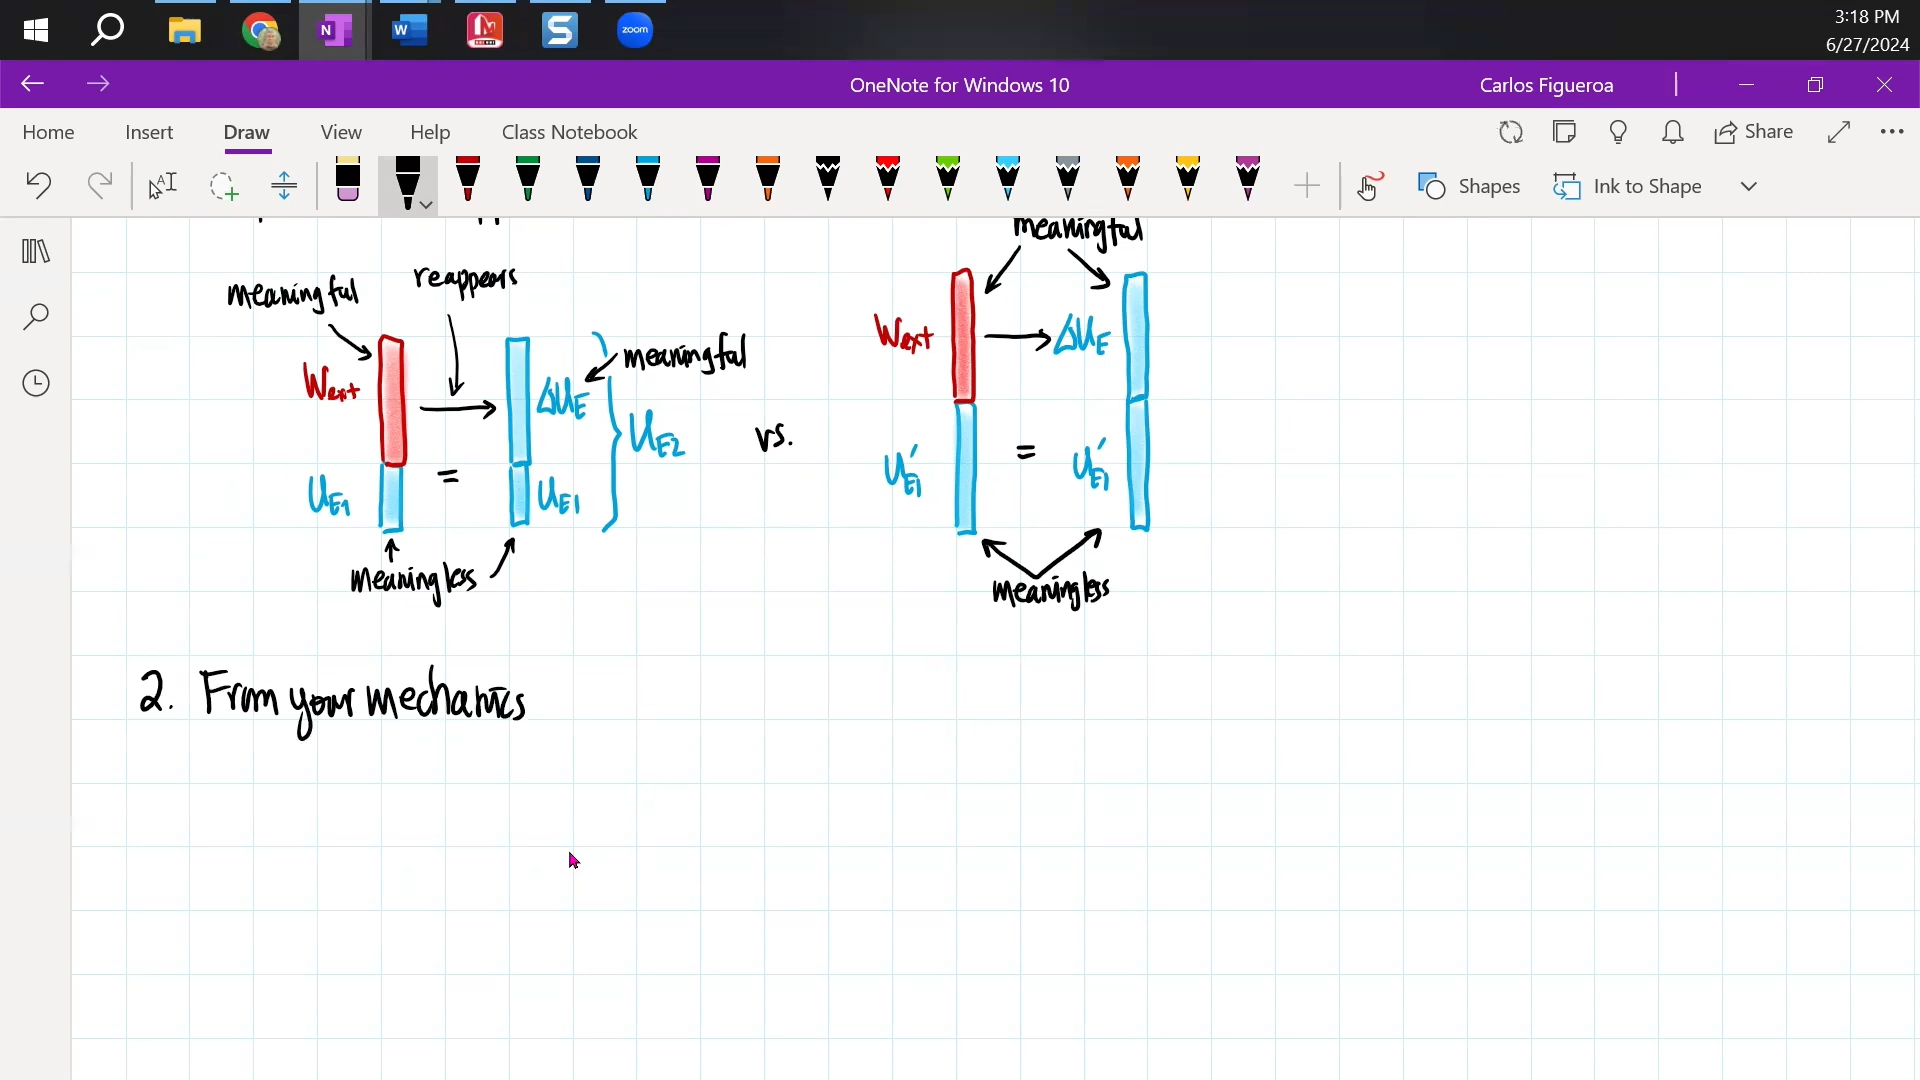 3:18 PM
zoom
6/27/2024
OneNote for Windows 10
Carlos Figueroa
Home Insert Draw View Help Class Notebook Share
Shapes Ink to Shape
meaningful
reappears
meaningful
Wext → ΔUE
meaningful
Wext → ΔUE
UE2
vs.
UE1 = UE1
U'E1 = U'E1
meaningless
meaningless
2. From your mechanics